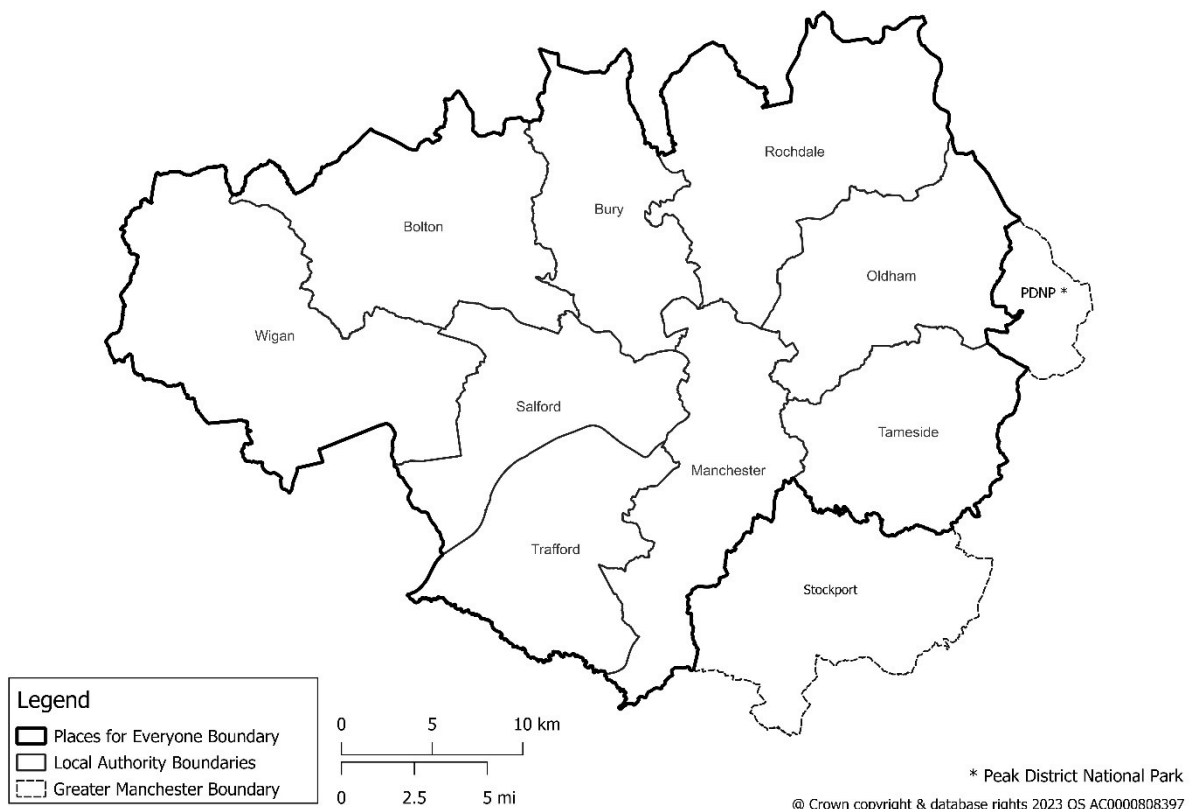 Rochdale
Bury
Bolton
Oldham
PDNP *
Wigan
Salford
Tameside
Manchester
Trafford
Stockport
Legend
Places for Everyone Boundary
Local Authority Boundaries
Greater Manchester Boundary
0 5 10 km
0 2.5 5 mi
* Peak District National Park
@ Crown copyright & database rights 2023 OS AC0000808397